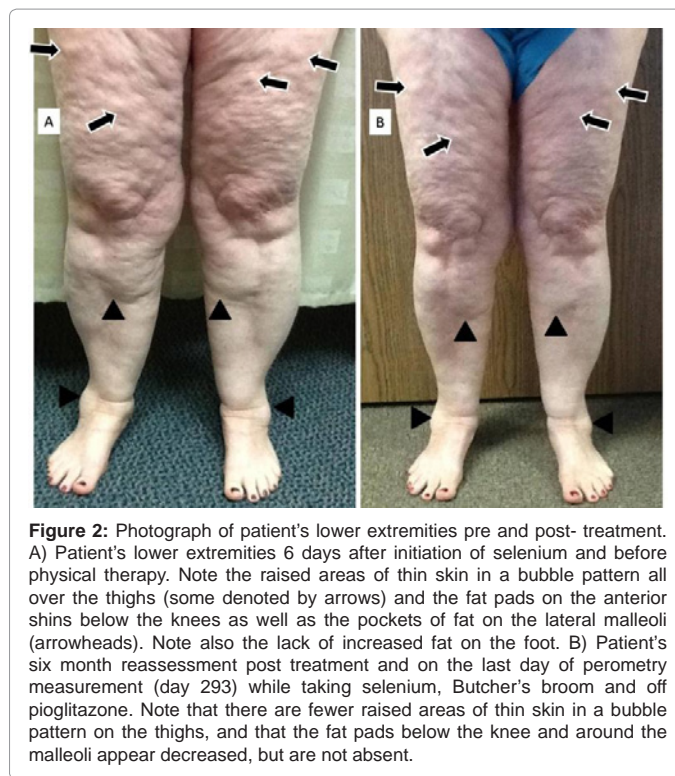 A
B
Figure 2: Photograph of patient's lower extremities pre and post- treatment.
A) Patient's lower extremities 6 days after initiation of selenium and before
physical therapy. Note the raised areas of thin skin in a bubble pattern all
over the thighs (some denoted by arrows) and the fat pads on the anterior
shins below the knees as well as the pockets of fat on the lateral malleoli
(arrowheads). Note also the lack of increased fat on the foot. B) Patient's
six month reassessment post treatment and on the last day of perometry
measurement (day 293) while taking selenium, Butcher's broom and off
pioglitazone. Note that there are fewer raised areas of thin skin in a bubble
pattern on the thighs, and that the fat pads below the knee and around the
malleoli appear decreased, but are not absent.